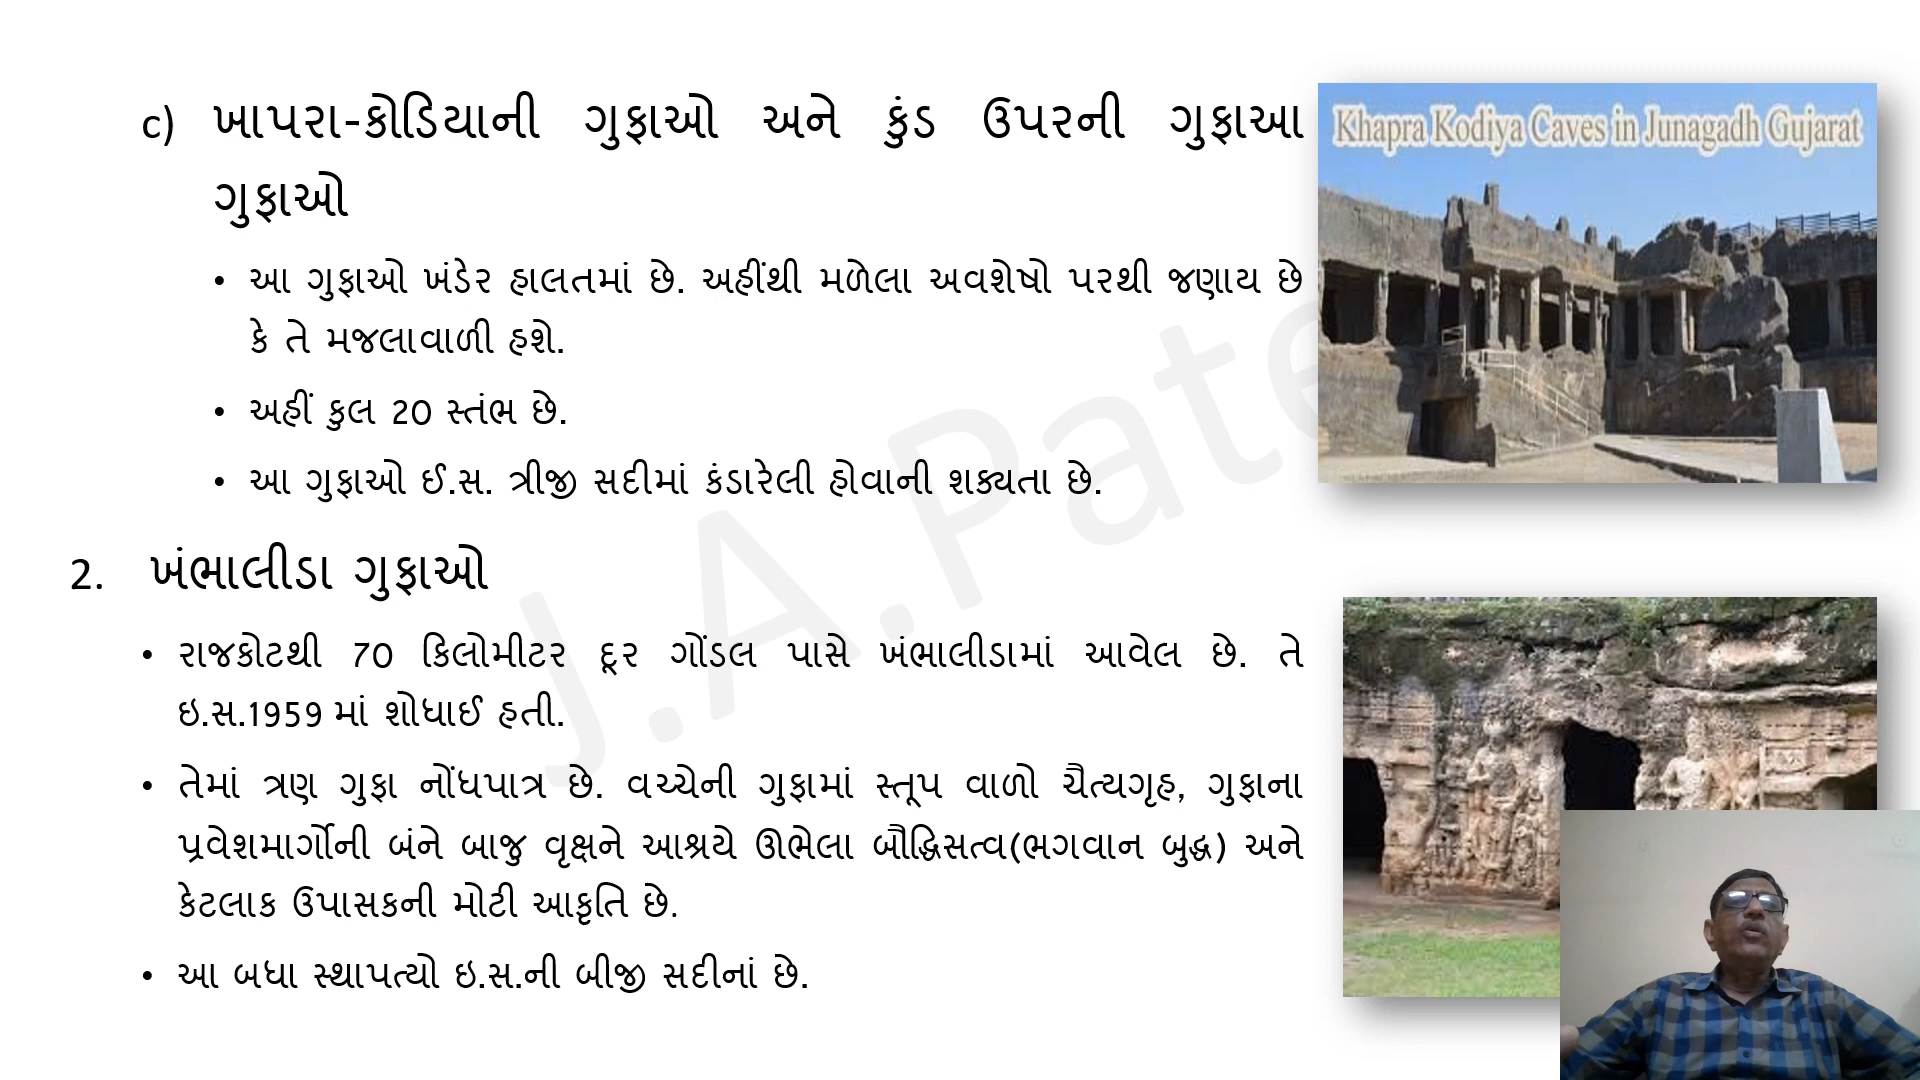 c) ખાપરા-કોડિયાની ગુફાઓ અને કુંડ ઉપરની ગુફાઆ
ગુફાઓ
Khapra Kodiya Caves in Junagadh Gujarat
• આ ગુફાઓ ખંડેર હાલતમાં છે. અહીંથી મળેલા અવશેષો પરથી જણાય છે
કે તે મજલાવાળી હશે.
• અહીં કુલ 20 સ્તંભ છે.
• આ ગુફાઓ ઈ.સ. ત્રીજી સદીમાં કંડારેલી હોવાની શક્યતા છે.
2. ખંભાલીડા ગુફાઓ
• રાજકોટથી 70 કિલોમીટર દૂર ગોંડલ પાસે ખંભાલીડામાં આવેલ છે. તે
ઇ.સ.1959 માં શોધાઈ હતી.
• તેમાં ત્રણ ગુફા નોંધપાત્ર છે. વચ્ચેની ગુફામાં સ્તૂપ વાળો ચૈત્યગૃહ, ગુફાના
પ્રવેશમાર્ગોની બંને બાજુ વૃક્ષને આશ્રયે ઊભેલા બૌદ્ધિસત્વ(ભગવાન બુદ્ધ) અને
કેટલાક ઉપાસકની મોટી આકૃતિ છે.
• આ બધા સ્થાપત્યો ઇ.સ.ની બીજી સદીનાં છે.
J.A.Pate